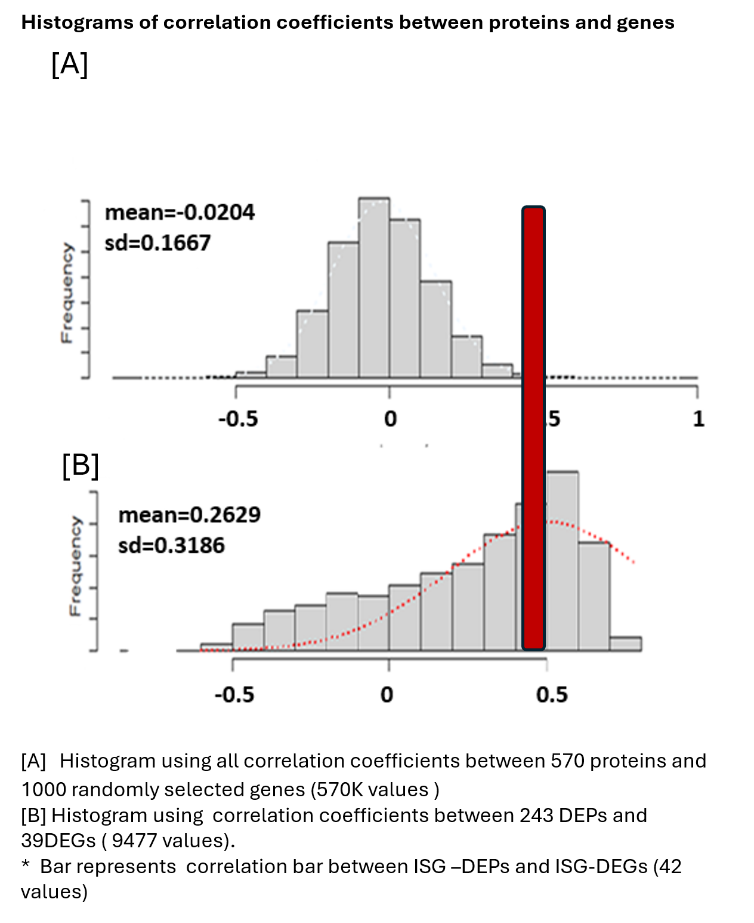 Histograms of correlation coefficients between proteins and genes
[A]
mean=-0.0204
sd=0.1667
Frequency
-0.5 0 .5 1
[B]
mean=0.2629
sd=0.3186
Frequency
-0.5 0 0.5
[A] Histogram using all correlation coefficients between 570 proteins and
1000 randomly selected genes (570K values )
[B] Histogram using correlation coefficients between 243 DEPs and
39DEGs ( 9477 values).
* Bar represents correlation bar between ISG –DEPs and ISG-DEGs (42
values)